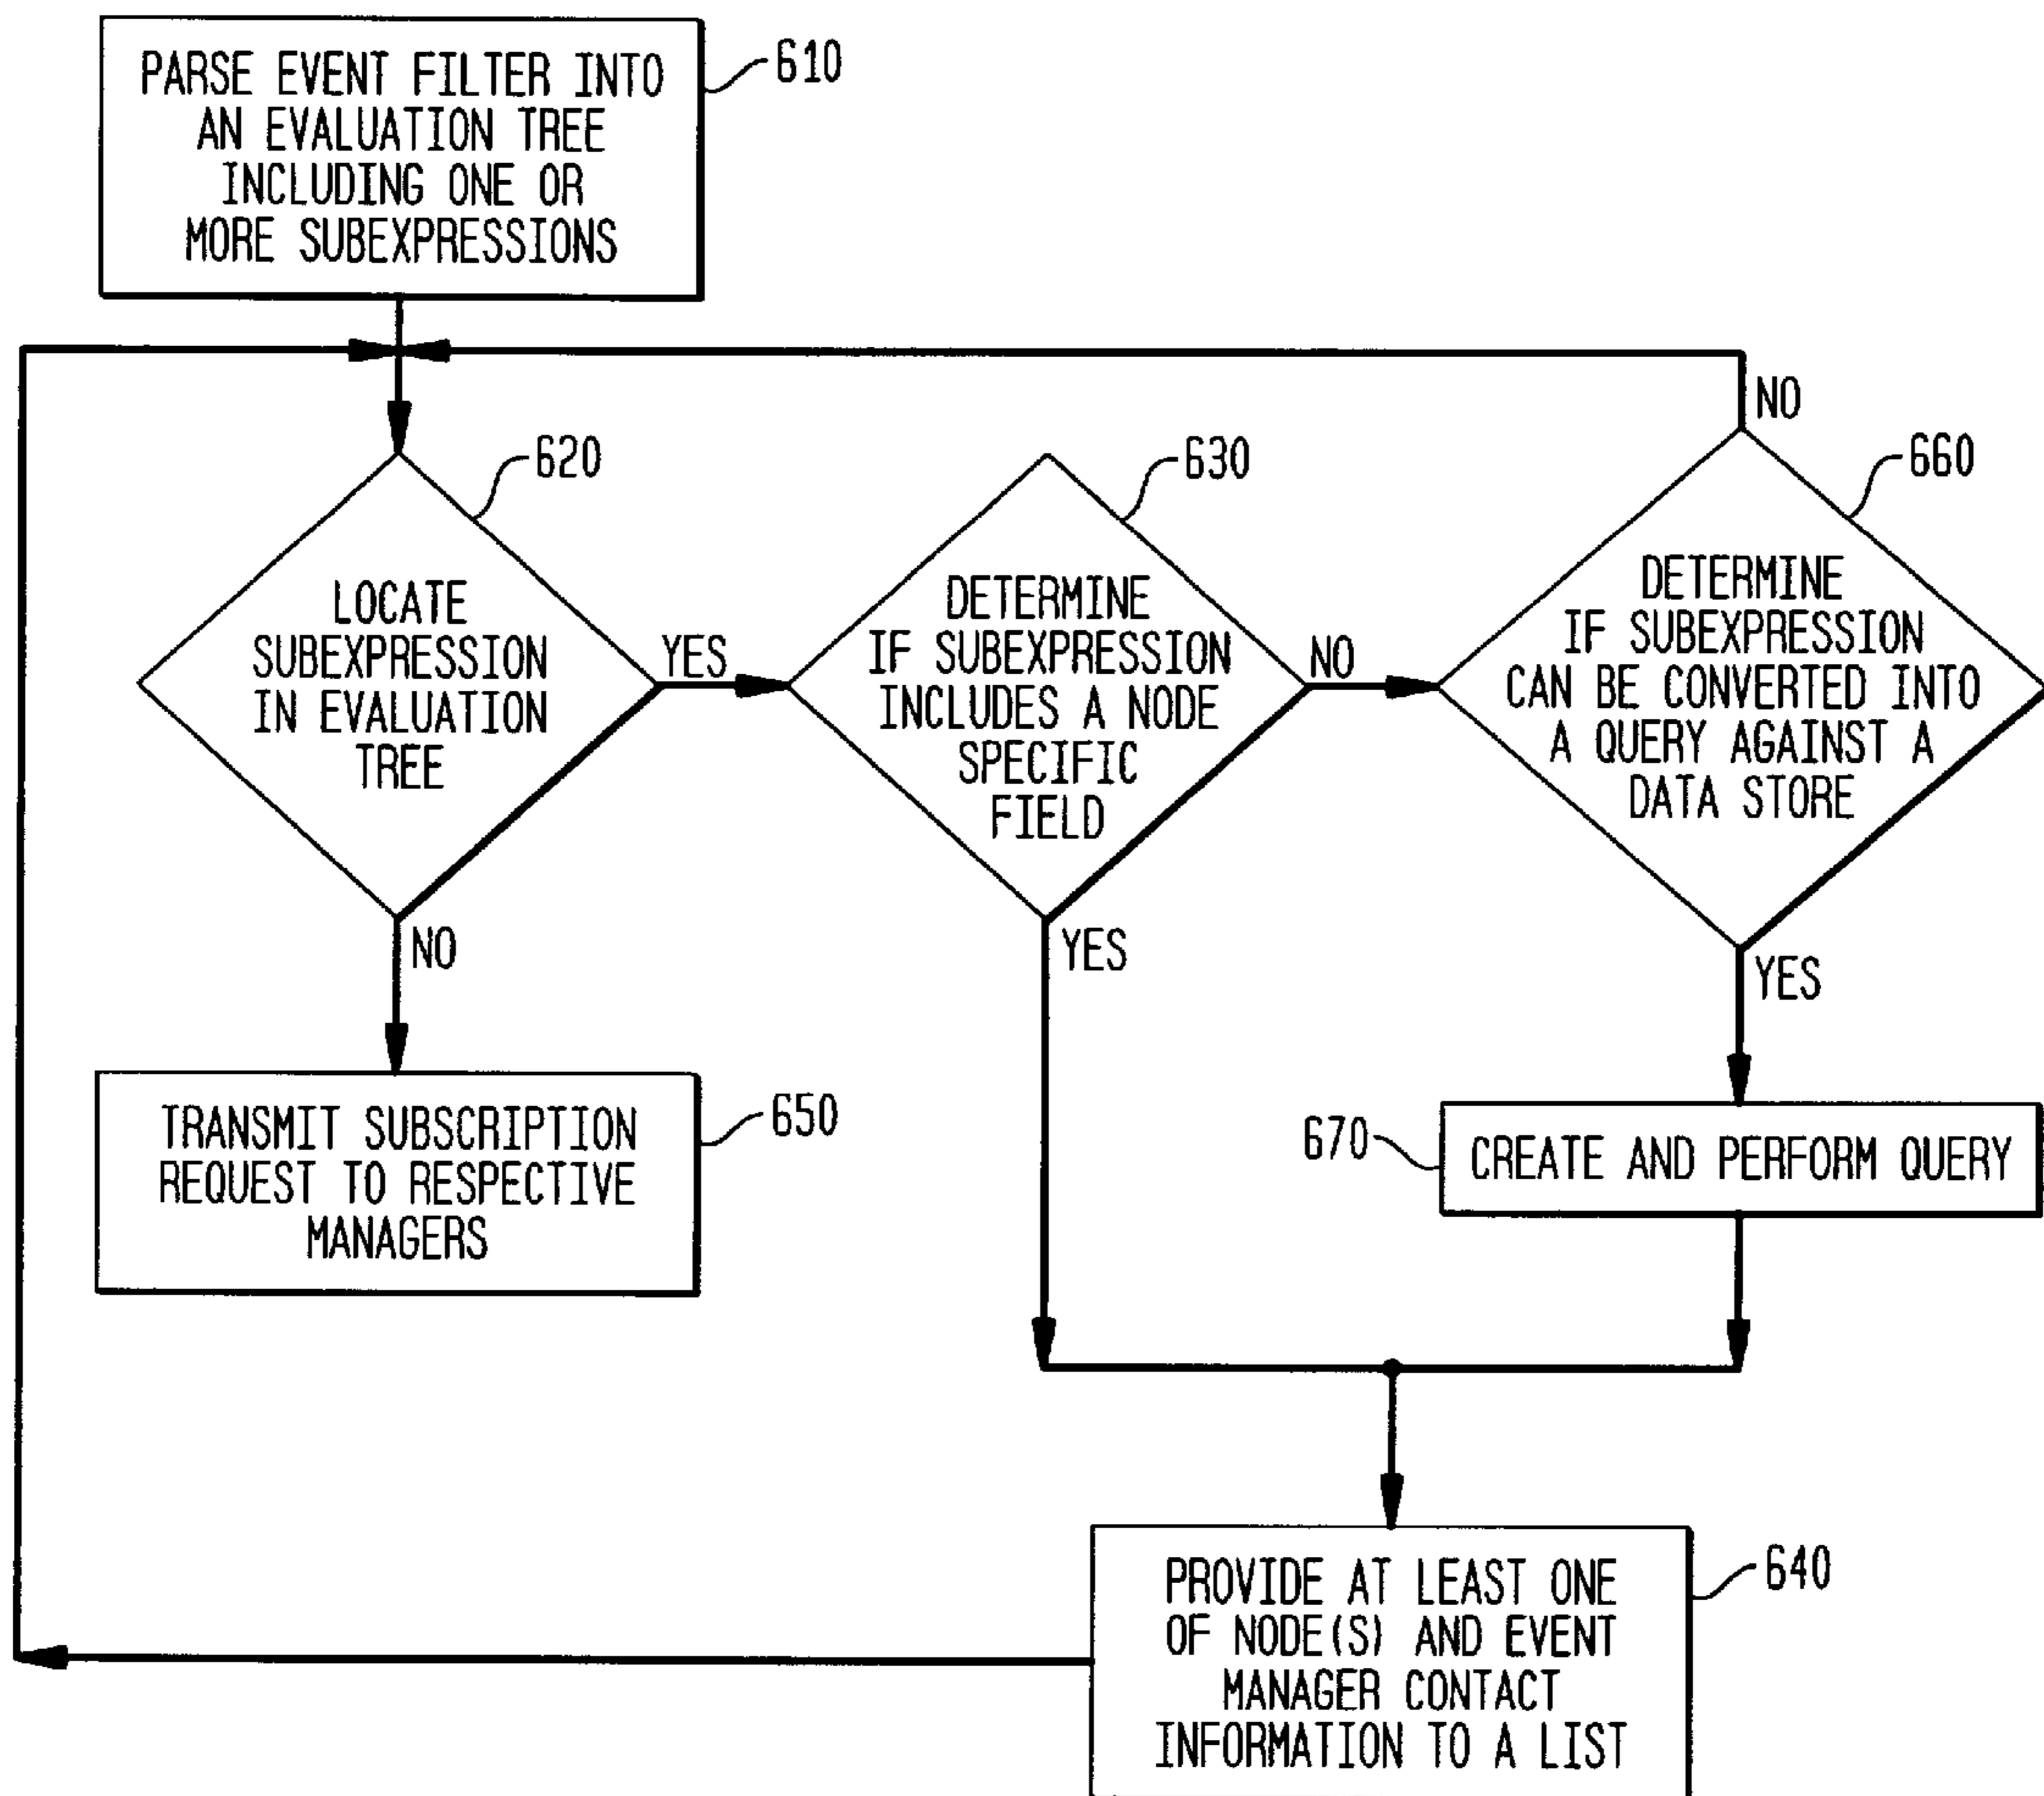 PARSE EVENT FILTER INTO
AN EVALUATION TREE
INCLUDING ONE OR
MORE SUBEXPRESSIONS
610
NO
620
630
660
LOCATE
SUBEXPRESSION
IN EVALUATION
TREE
YES
DETERMINE
IF SUBEXPRESSION
INCLUDES A NODE
SPECIFIC
FIELD
NO
DETERMINE
IF SUBEXPRESSION
CAN BE CONVERTED INTO
A QUERY AGAINST A
DATA STORE
NO
YES
YES
TRANSMIT SUBSCRIPTION
REQUEST TO RESPECTIVE
MANAGERS
650
670
CREATE AND PERFORM QUERY
PROVIDE AT LEAST ONE
OF NODE(S) AND EVENT
MANAGER CONTACT
INFORMATION TO A LIST
640